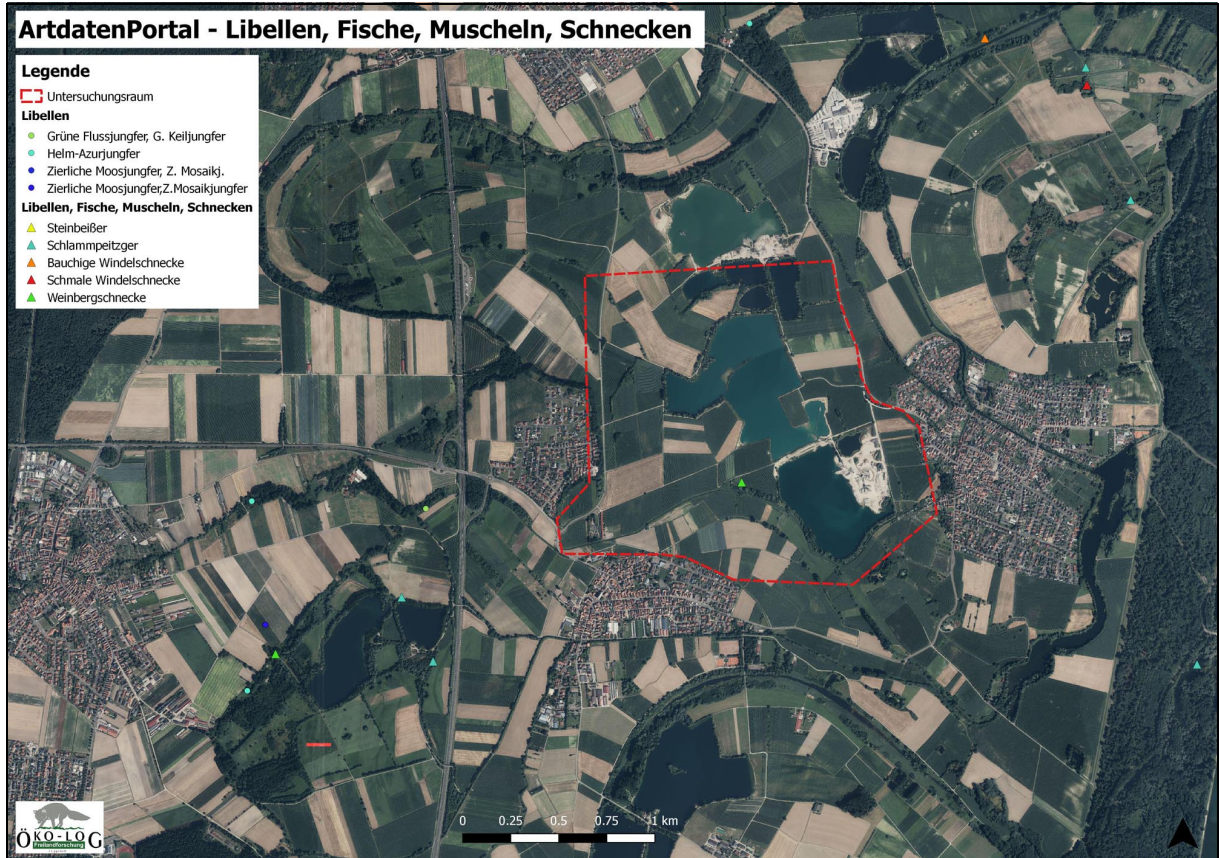 ArtdatenPortal - Libellen, Fische, Muscheln, Schnecken
Legende
Untersuchungsraum
Libellen
Grüne Flussjungfer, G. Keiljungfer
Helm-Azurjungfer
Zierliche Moosjungfer, Z. Mosaikj.
Zierliche Moosjungfer,Z.Mosaikjungfer
Libellen, Fische, Muscheln, Schnecken
Steinbeißer
Schlammpeitzger
Bauchige Windelschnecke
Schmale Windelschnecke
Weinbergschnecke
0 0.25 0.5 0.75 1 km
ÖKO-LOG
Freilandforschung